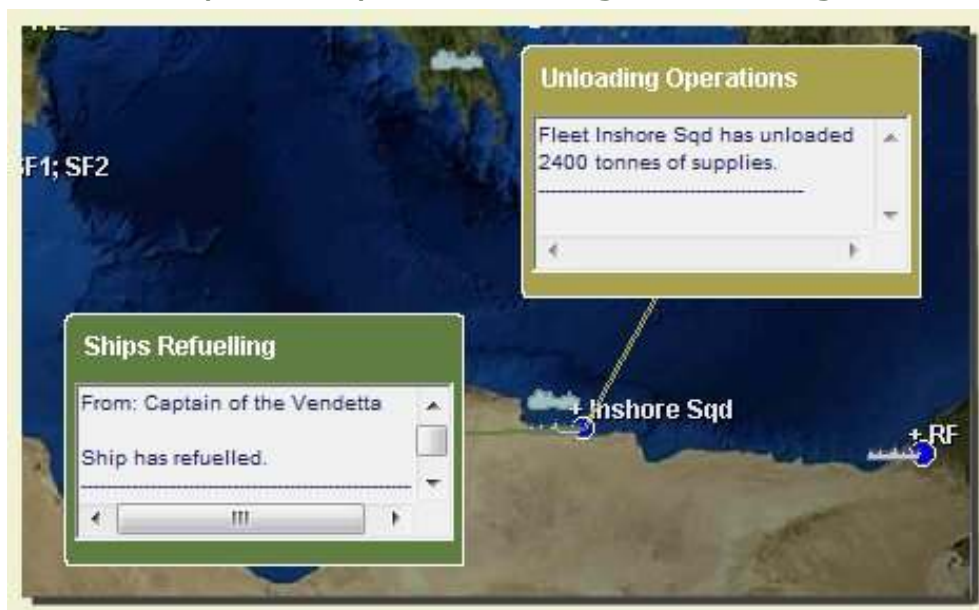 SF2
Unloading Operations
Fleet Inshore Sqd has unloaded
2400 tonnes of supplies.
Ships Refuelling
From: Captain of the Vendetta
Ship has refuelled.
+ Inshore Sqd
+ RF